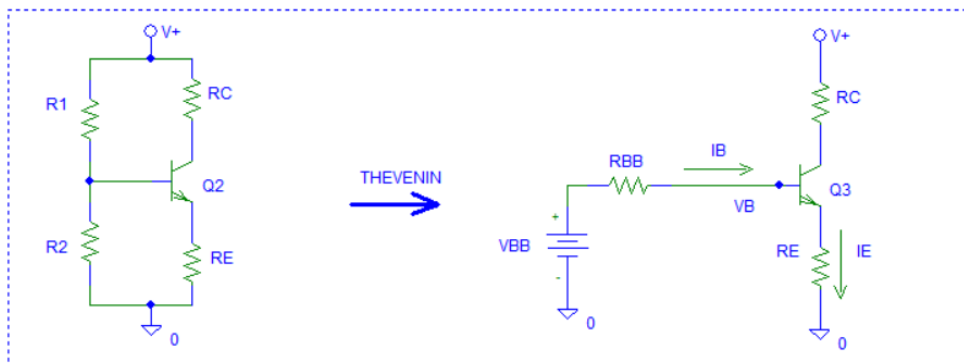 V+
R1
RC
Q2
R2
RE
0
THEVENIN
V+
RC
RBB
IB
Q3
VB
VBB
+
-
RE
IE
0
0